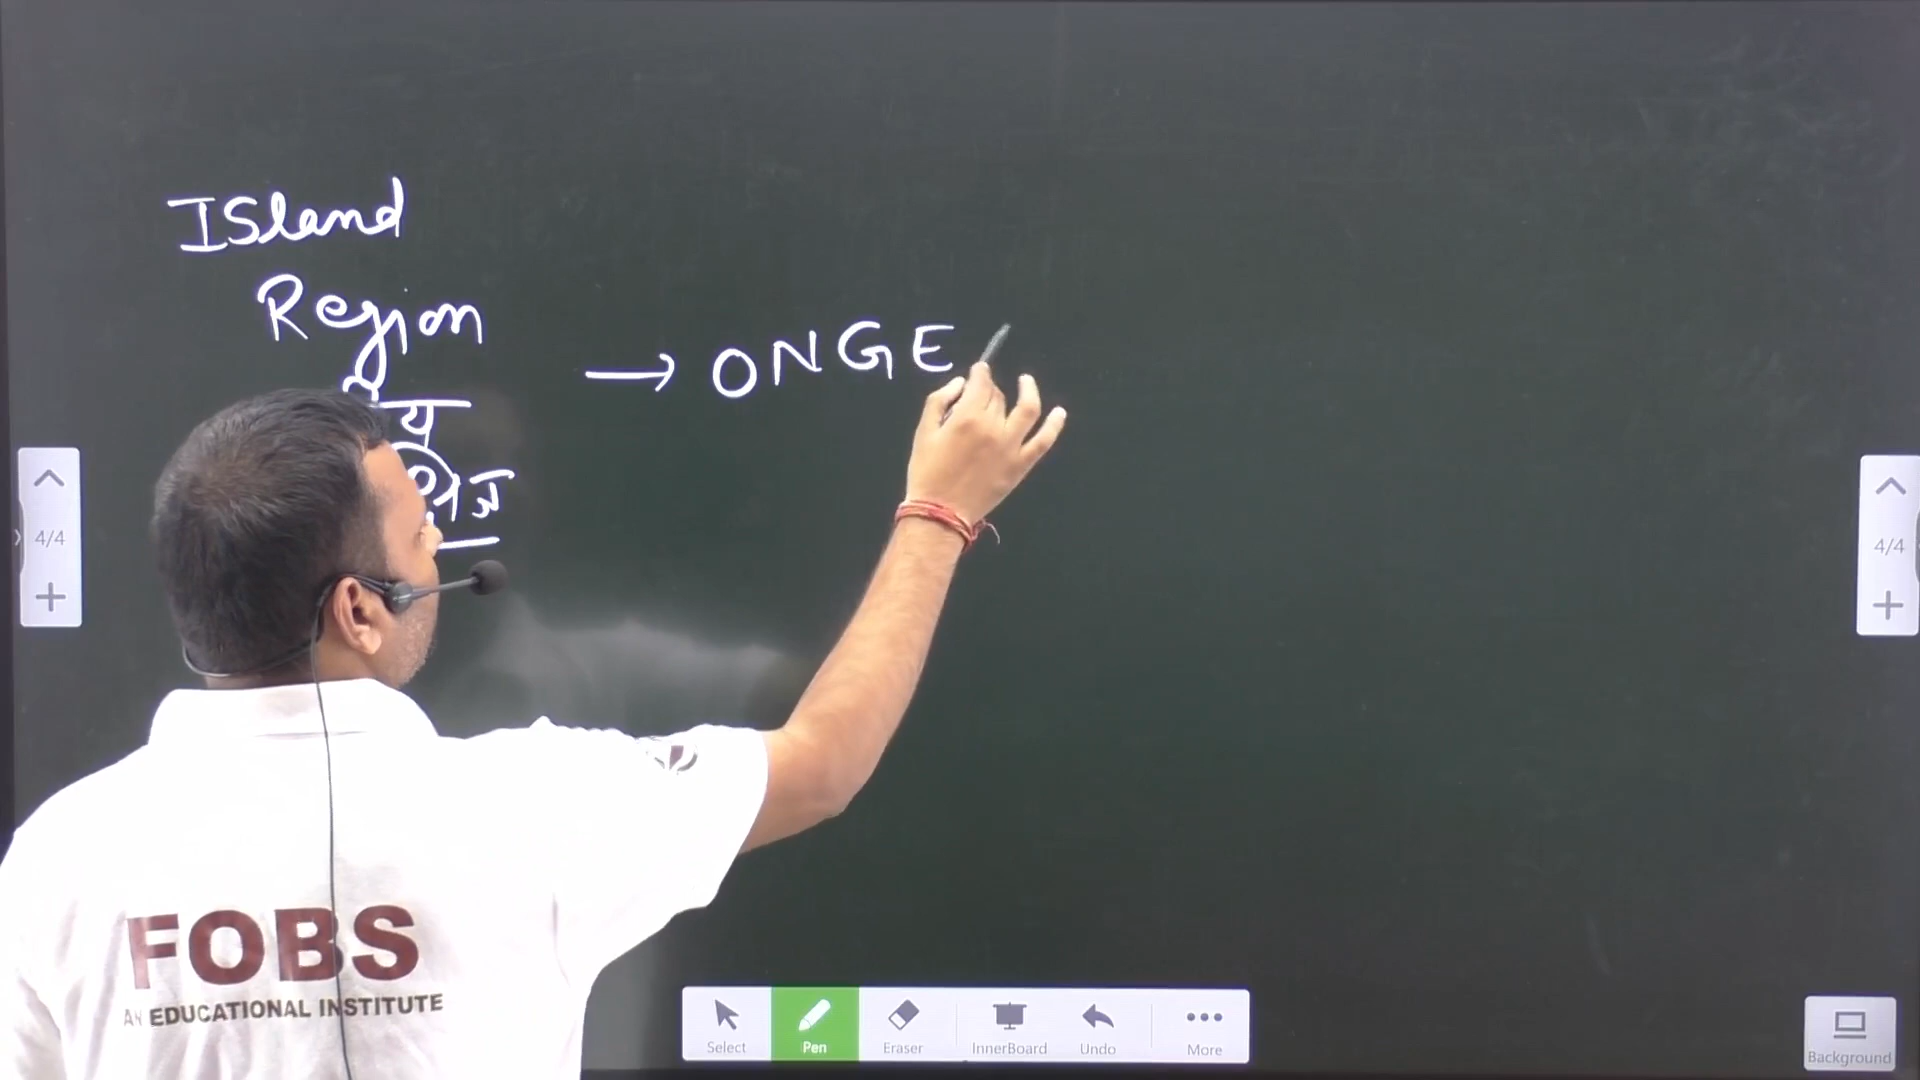 ISland
Region
→ ONGE
4/4
4/4
FOBS
AN EDUCATIONAL INSTITUTE
Select
Pen
Eraser
InnerBoard
Undo
More
Background